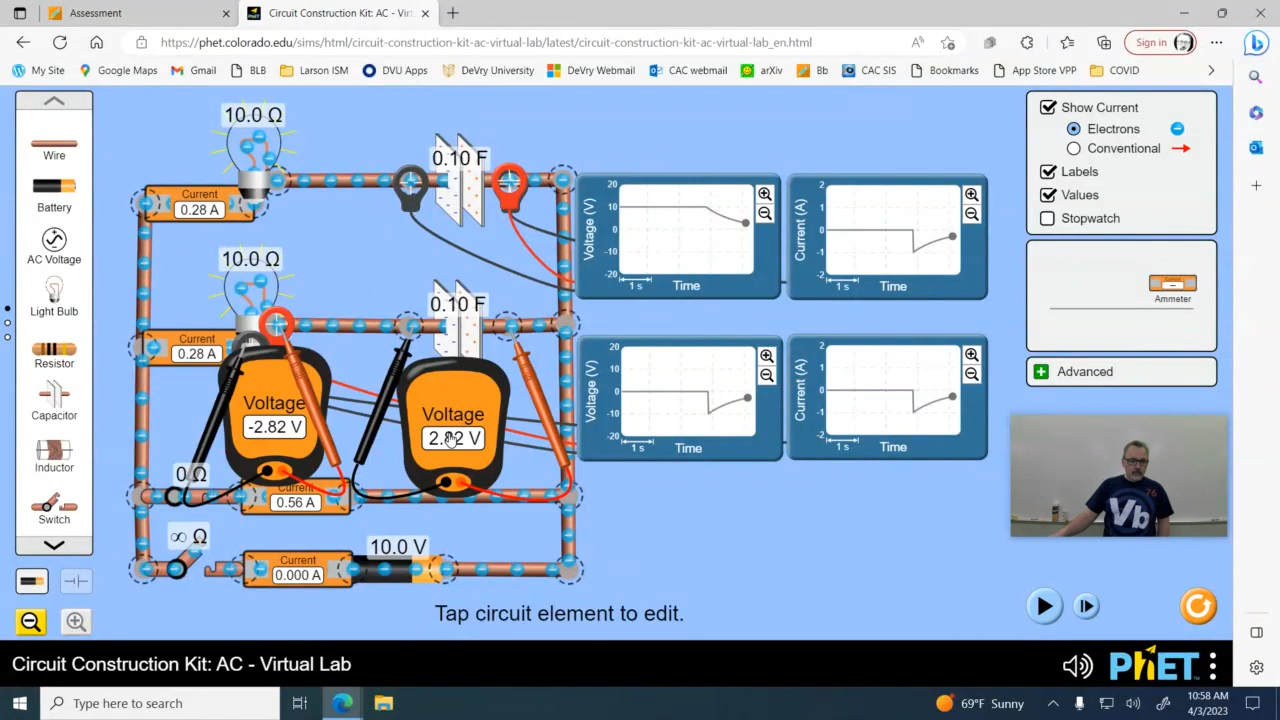 Assessment
Circuit Construction Kit: AC - Virt
https://phet.colorado.edu/sims/html/circuit-construction-kit-ac-virtual-lab/latest/circuit-construction-kit-ac-virtual-lab_en.html
Sign in
My Site
Google Maps
Gmail
BLB
Larson ISM
DVU Apps
DeVry University
DeVry Webmail
CAC webmail
arXiv
Bb
CAC SIS
Bookmarks
App Store VPP
COVID
Wire
Battery
AC Voltage
Light Bulb
Resistor
Capacitor
Inductor
Switch
10.0 Ω
Current
0.28 A
0.10 F
10.0 Ω
0.28 A
0.10 F
Voltage
-2.82 V
Voltage
0 Ω
Current
0.56 A
∞ Ω
Current
0.000 A
10.0 V
Voltage (V)
20
10
0
-10
-20
1 s
Time
Current (A)
2
1
0
-1
-2
1 s
Time
Voltage (V)
20
10
0
-10
-20
1 s
Time
Current (A)
2
1
0
-1
-2
1 s
Time
Show Current
Electrons
Conventional
Labels
Values
Stopwatch
Current
Ammeter
Advanced
76
Vb
Tap circuit element to edit.
Circuit Construction Kit: AC - Virtual Lab
PhET
Type here to search
69°F Sunny
10:58 AM
4/3/2023